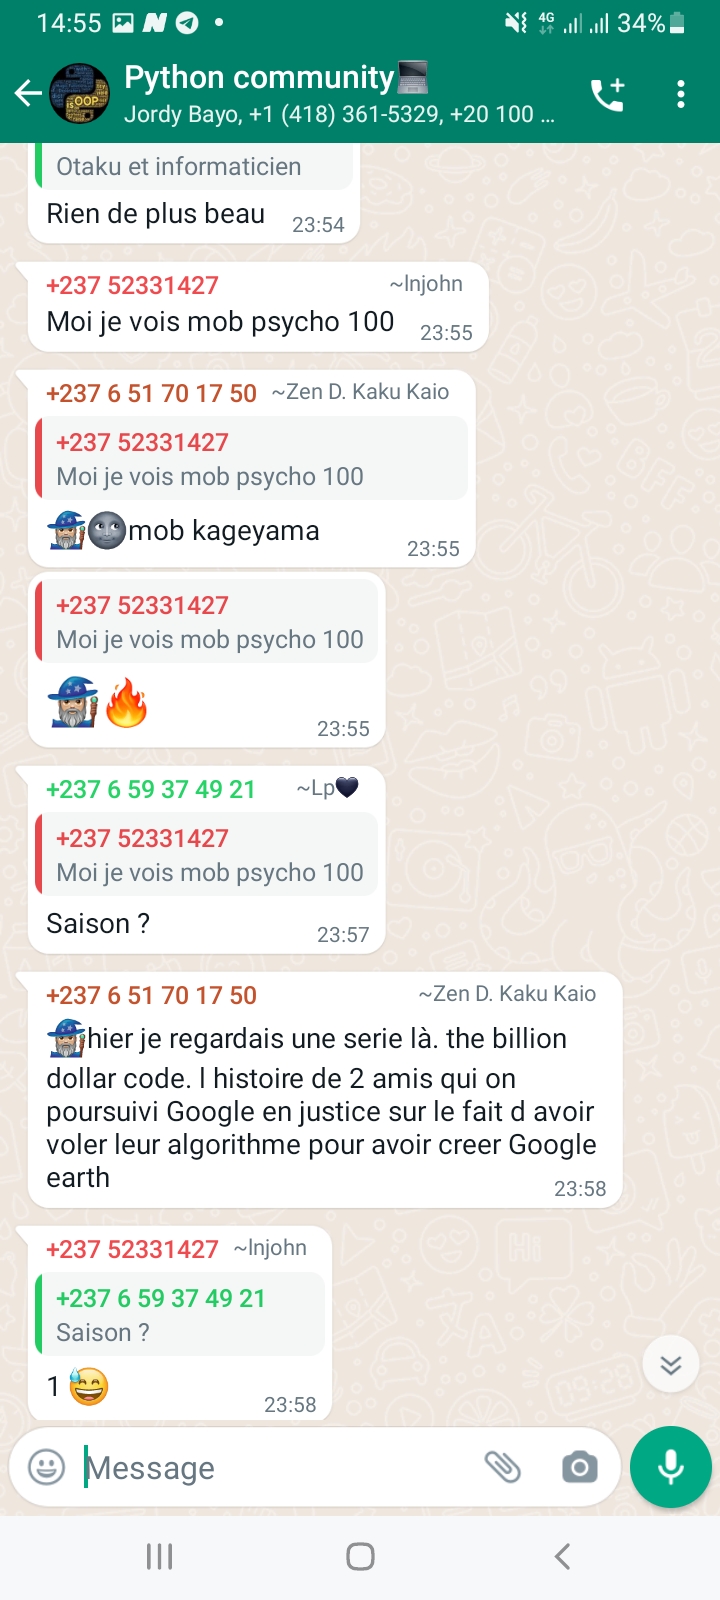 14:55
4G
34%
Python community💻
Jordy Bayo, +1 (418) 361-5329, +20 100 ...
Otaku et informaticien
Rien de plus beau
23:54
+237 52331427 ~Injohn
Moi je vois mob psycho 100
23:55
+237 6 51 70 17 50 ~Zen D. Kaku Kaio
+237 52331427
Moi je vois mob psycho 100
🧙🏼‍♂️🌚mob kageyama
23:55
+237 52331427
Moi je vois mob psycho 100
🧙🏼‍♂️🔥
23:55
+237 6 59 37 49 21 ~Lp🖤
+237 52331427
Moi je vois mob psycho 100
Saison ?
23:57
+237 6 51 70 17 50 ~Zen D. Kaku Kaio
🧙🏼‍♂️hier je regardais une serie là. the billion
dollar code. l histoire de 2 amis qui on
poursuivi Google en justice sur le fait d avoir
voler leur algorithme pour avoir creer Google
earth
23:58
+237 52331427 ~Injohn
+237 6 59 37 49 21
Saison ?
1 😅
23:58
Message